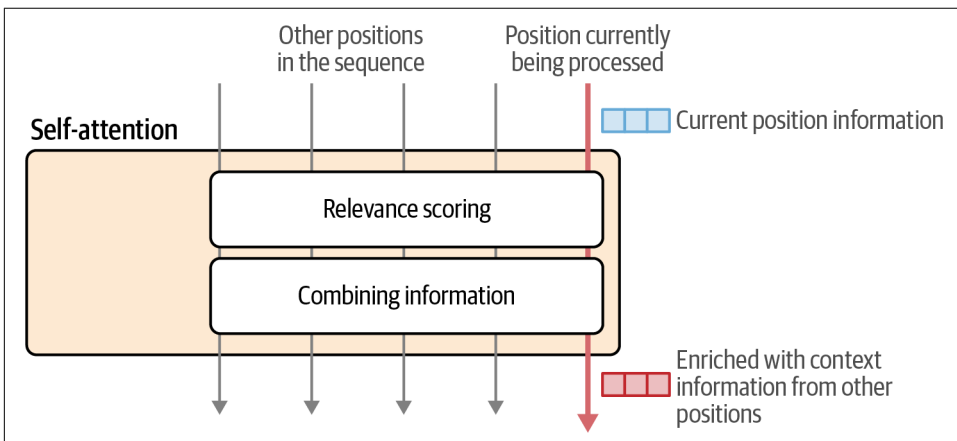 Other positions
in the sequence
Position currently
being processed
Current position information
Self-attention
Relevance scoring
Combining information
Enriched with context
information from other
positions